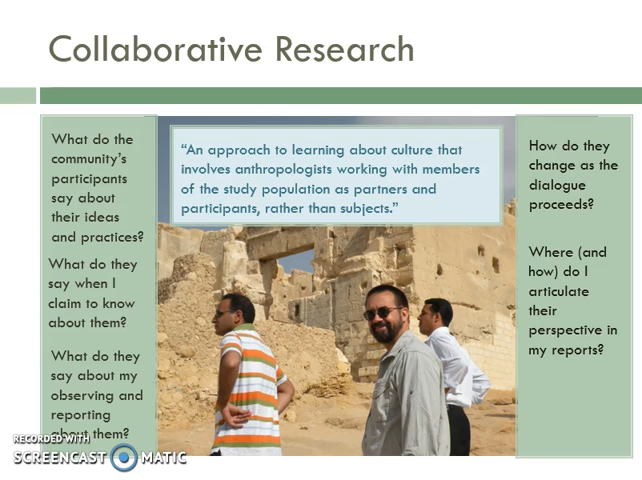 Collaborative Research
What do the
community's
participants
say about
their ideas
and practices?
What do they
say when I
claim to know
about them?
What do they
say about my
observing and
reporting
about them?
“An approach to learning about culture that
involves anthropologists working with members
of the study population as partners and
participants, rather than subjects.”
How do they
change as the
dialogue
proceeds?
Where (and
how) do I
articulate
their
perspective in
my reports?
RECORDED WITH
SCREENCAST MATIC